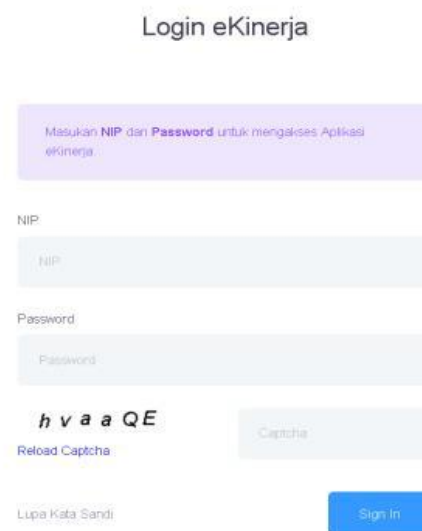 Login eKinerja
Masukan NIP dan Password untuk mengakses Aplikasi
eKinerja.
NIP
NIP
Password
Password
h v a a Q E
Reload Captcha
Captcha
Lupa Kata Sandi
Sign In